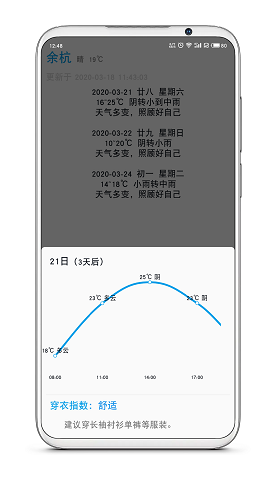 12:48
80
余杭 晴 18℃
更新于 2020-03-18 11:43:03
2020-03-21 廿八 星期六
16~25℃ 阴转小到中雨
天气多变，照顾好自己
2020-03-22 廿九 星期日
10~20℃ 阴转小雨
天气多变，照顾好自己
2020-03-24 初一 星期二
14~18℃ 小雨转中雨
天气多变，照顾好自己
21日 (3天后)
25℃ 阴
23℃ 多云
23℃ 阴
16℃ 多云
08:00 11:00 14:00 17:00
穿衣指数：舒适
建议穿长袖衬衫单裤等服装。